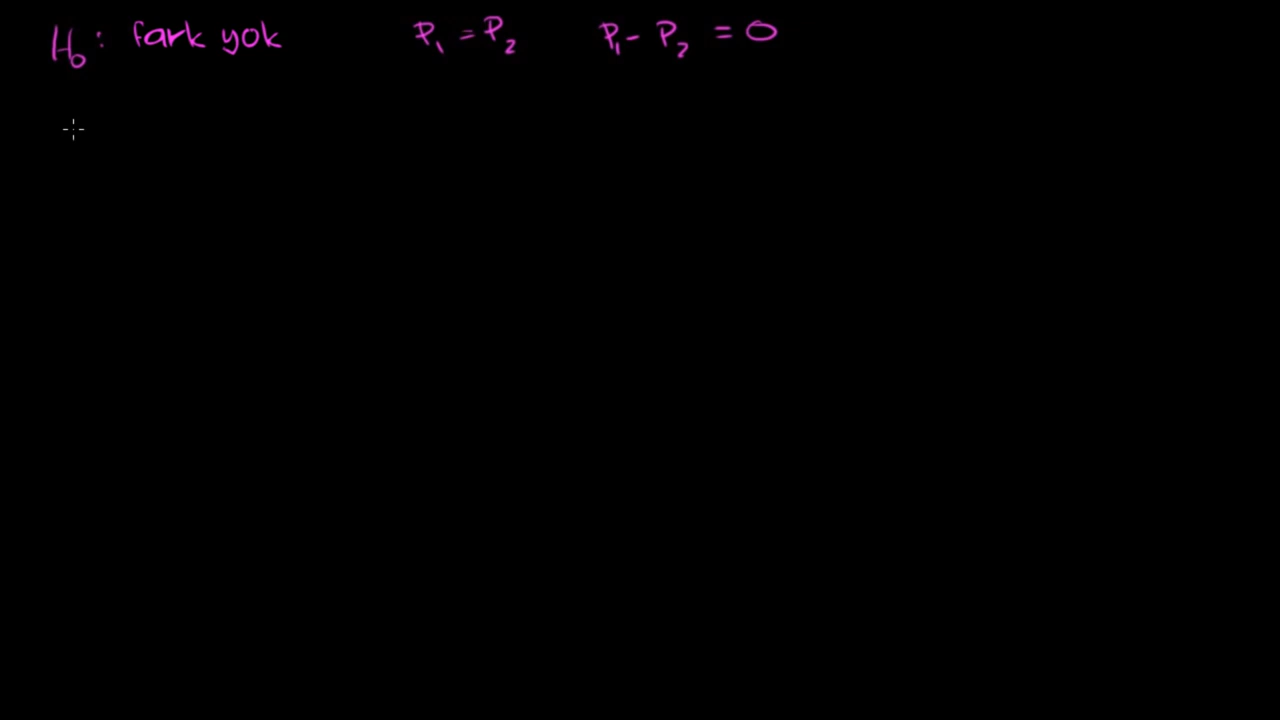 H₀: fark yok P₁ = P₂ P₁ - P₂ = 0